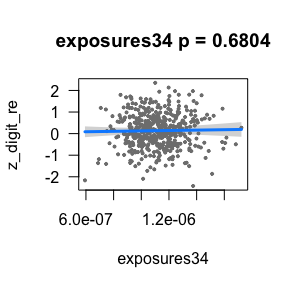 exposures34 p = 0.6804
z_digit_re
2
1
0
-1
-2
6.0e-07 1.2e-06
exposures34